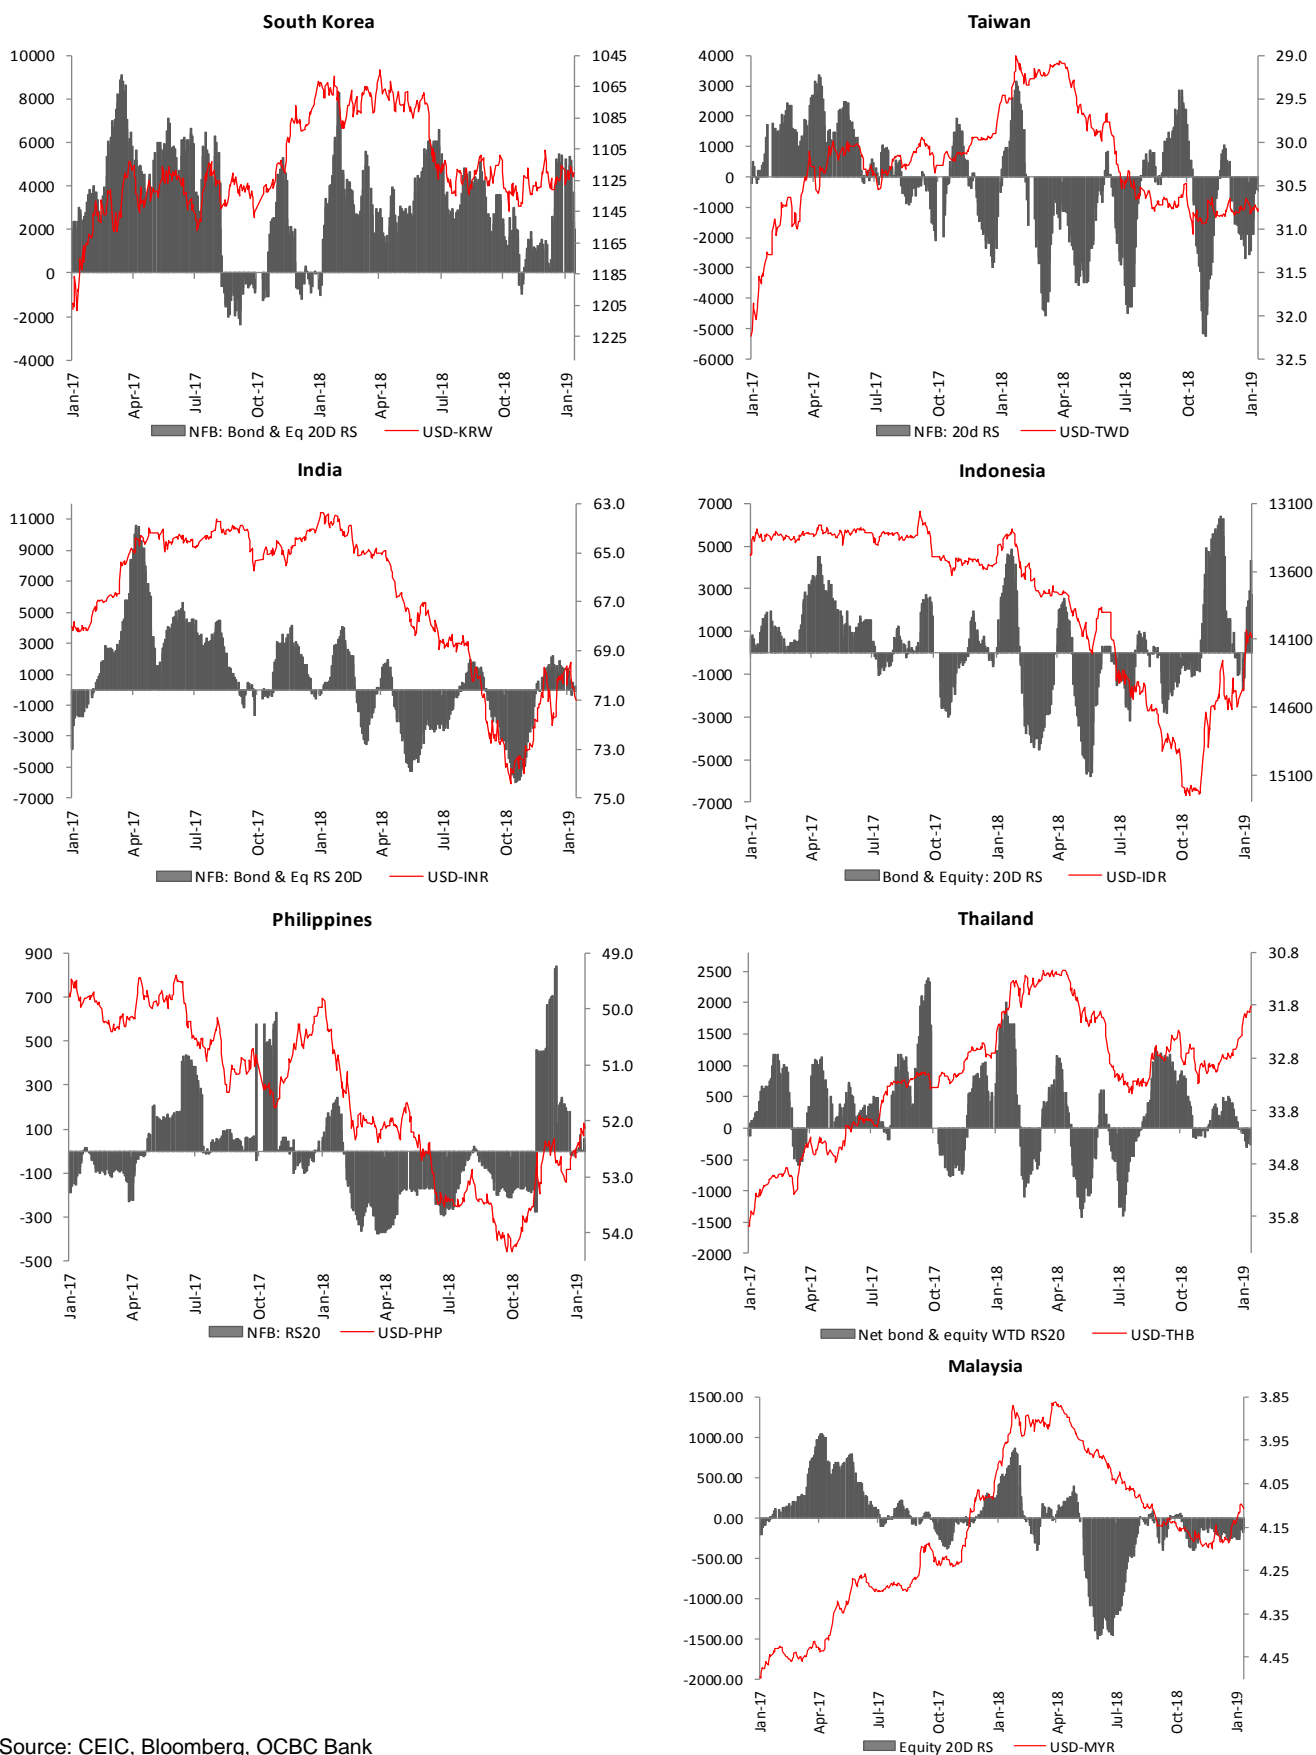 South Korea
10000
8000
6000
4000
2000
0
-2000
-4000
1045
1065
1085
1105
1125
1145
1165
1185
1205
1225
Jan-17
Apr-17
Jul-17
Oct-17
Jan-18
Apr-18
Jul-18
Oct-18
Jan-19
NFB: Bond & Eq 20D RS USD-KRW
Taiwan
4000
3000
2000
1000
0
-1000
-2000
-3000
-4000
-5000
-6000
29.0
29.5
30.0
30.5
31.0
31.5
32.0
32.5
Jan-17
Apr-17
Jul-17
Oct-17
Jan-18
Apr-18
Jul-18
Oct-18
Jan-19
NFB: 20d RS USD-TWD
India
11000
9000
7000
5000
3000
1000
-1000
-3000
-5000
-7000
63.0
65.0
67.0
69.0
71.0
73.0
75.0
Jan-17
Apr-17
Jul-17
Oct-17
Jan-18
Apr-18
Jul-18
Oct-18
Jan-19
NFB: Bond & Eq RS 20D USD-INR
Indonesia
7000
5000
3000
1000
-1000
-3000
-5000
-7000
13100
13600
14100
14600
15100
Jan-17
Apr-17
Jul-17
Oct-17
Jan-18
Apr-18
Jul-18
Oct-18
Jan-19
Bond & Equity: 20D RS USD-IDR
Philippines
900
700
500
300
100
-100
-300
-500
49.0
50.0
51.0
52.0
53.0
54.0
Jan-17
Apr-17
Jul-17
Oct-17
Jan-18
Apr-18
Jul-18
Oct-18
Jan-19
NFB: RS20 USD-PHP
Thailand
2500
2000
1500
1000
500
0
-500
-1000
-1500
-2000
30.8
31.8
32.8
33.8
34.8
35.8
Jan-17
Apr-17
Jul-17
Oct-17
Jan-18
Apr-18
Jul-18
Oct-18
Jan-19
Net bond & equity WTD RS20 USD-THB
Malaysia
1500.00
1000.00
500.00
0.00
-500.00
-1000.00
-1500.00
-2000.00
3.85
3.95
4.05
4.15
4.25
4.35
4.45
Jan-17
Apr-17
Jul-17
Oct-17
Jan-18
Apr-18
Jul-18
Oct-18
Jan-19
Equity 20D RS USD-MYR
Source: CEIC, Bloomberg, OCBC Bank